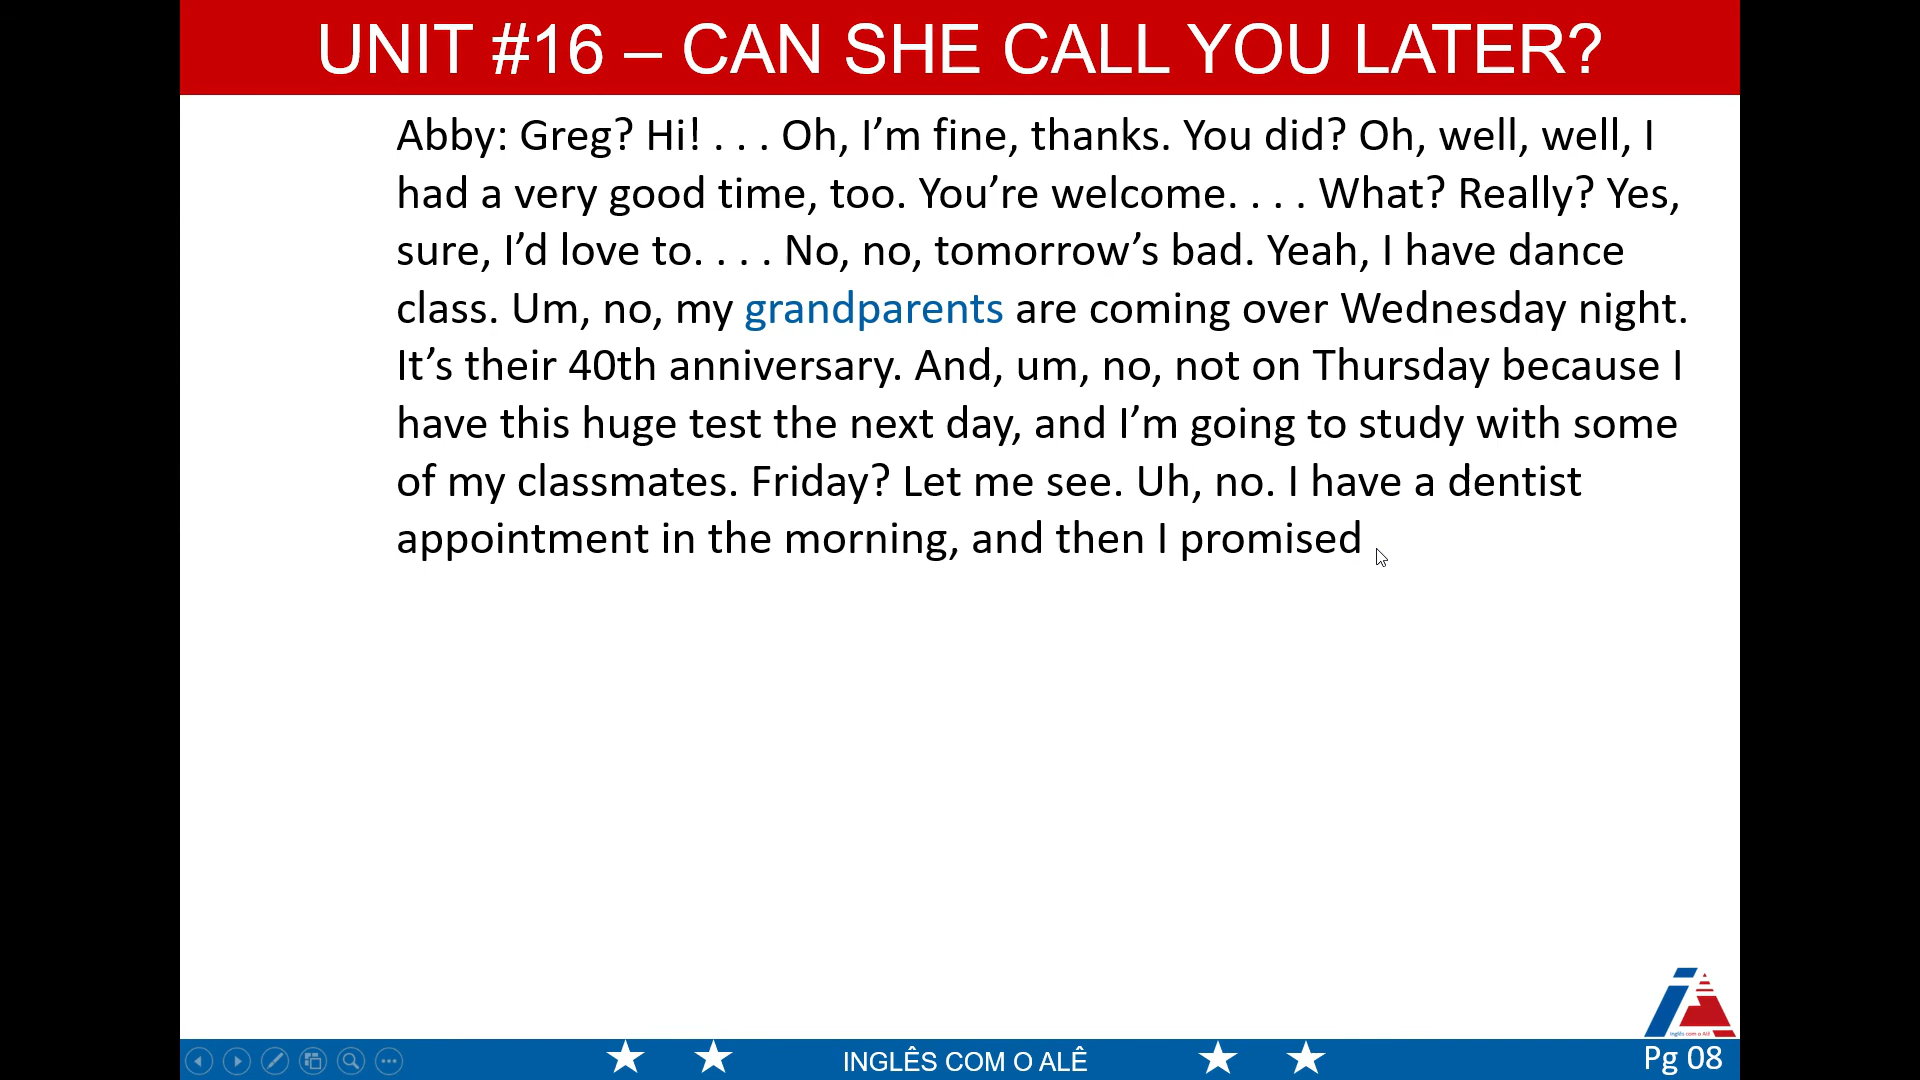 UNIT #16 – CAN SHE CALL YOU LATER?
Abby: Greg? Hi! . . . Oh, I’m fine, thanks. You did? Oh, well, well, I
had a very good time, too. You’re welcome. . . . What? Really? Yes,
sure, I’d love to. . . . No, no, tomorrow’s bad. Yeah, I have dance
class. Um, no, my grandparents are coming over Wednesday night.
It’s their 40th anniversary. And, um, no, not on Thursday because I
have this huge test the next day, and I’m going to study with some
of my classmates. Friday? Let me see. Uh, no. I have a dentist
appointment in the morning, and then I promised
Inglês com o Alê
INGLÊS COM O ALÊ
Pg 08